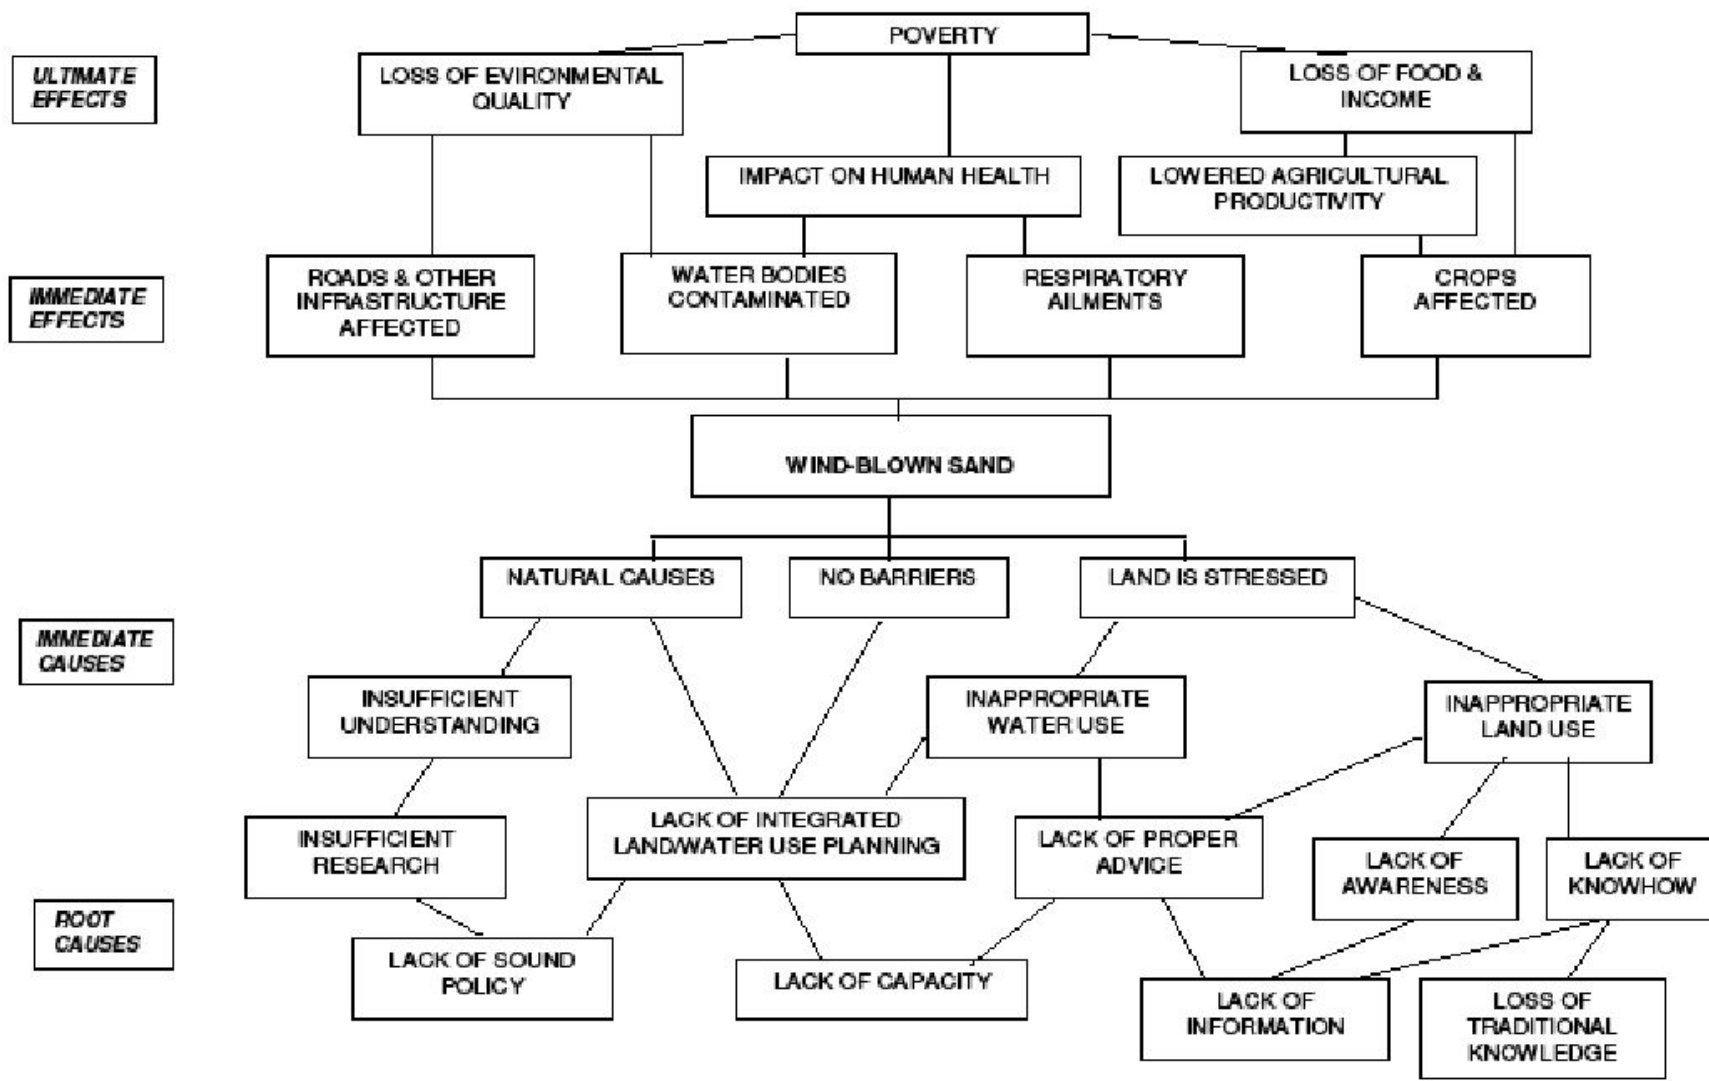 POVERTY
ULTIMATE
EFFECTS
LOSS OF EVIRONMENTAL
QUALITY
LOSS OF FOOD &
INCOME
IMPACT ON HUMAN HEALTH
LOWERED AGRICULTURAL
PRODUCTIVITY
IMMEDIATE
EFFECTS
ROADS & OTHER
INFRASTRUCTURE
AFFECTED
WATER BODIES
CONTAMINATED
RESPIRATORY
AILMENTS
CROPS
AFFECTED
WIND-BLOWN SAND
NATURAL CAUSES
NO BARRIERS
LAND IS STRESSED
IMMEDIATE
CAUSES
INSUFFICIENT
UNDERSTANDING
INAPPROPRIATE
WATER USE
INAPPROPRIATE
LAND USE
INSUFFICIENT
RESEARCH
LACK OF INTEGRATED
LAND/WATER USE PLANNING
LACK OF PROPER
ADVICE
LACK OF
AWARENESS
LACK OF
KNOWHOW
ROOT
CAUSES
LACK OF SOUND
POLICY
LACK OF CAPACITY
LACK OF
INFORMATION
LOSS OF
TRADITIONAL
KNOWLEDGE